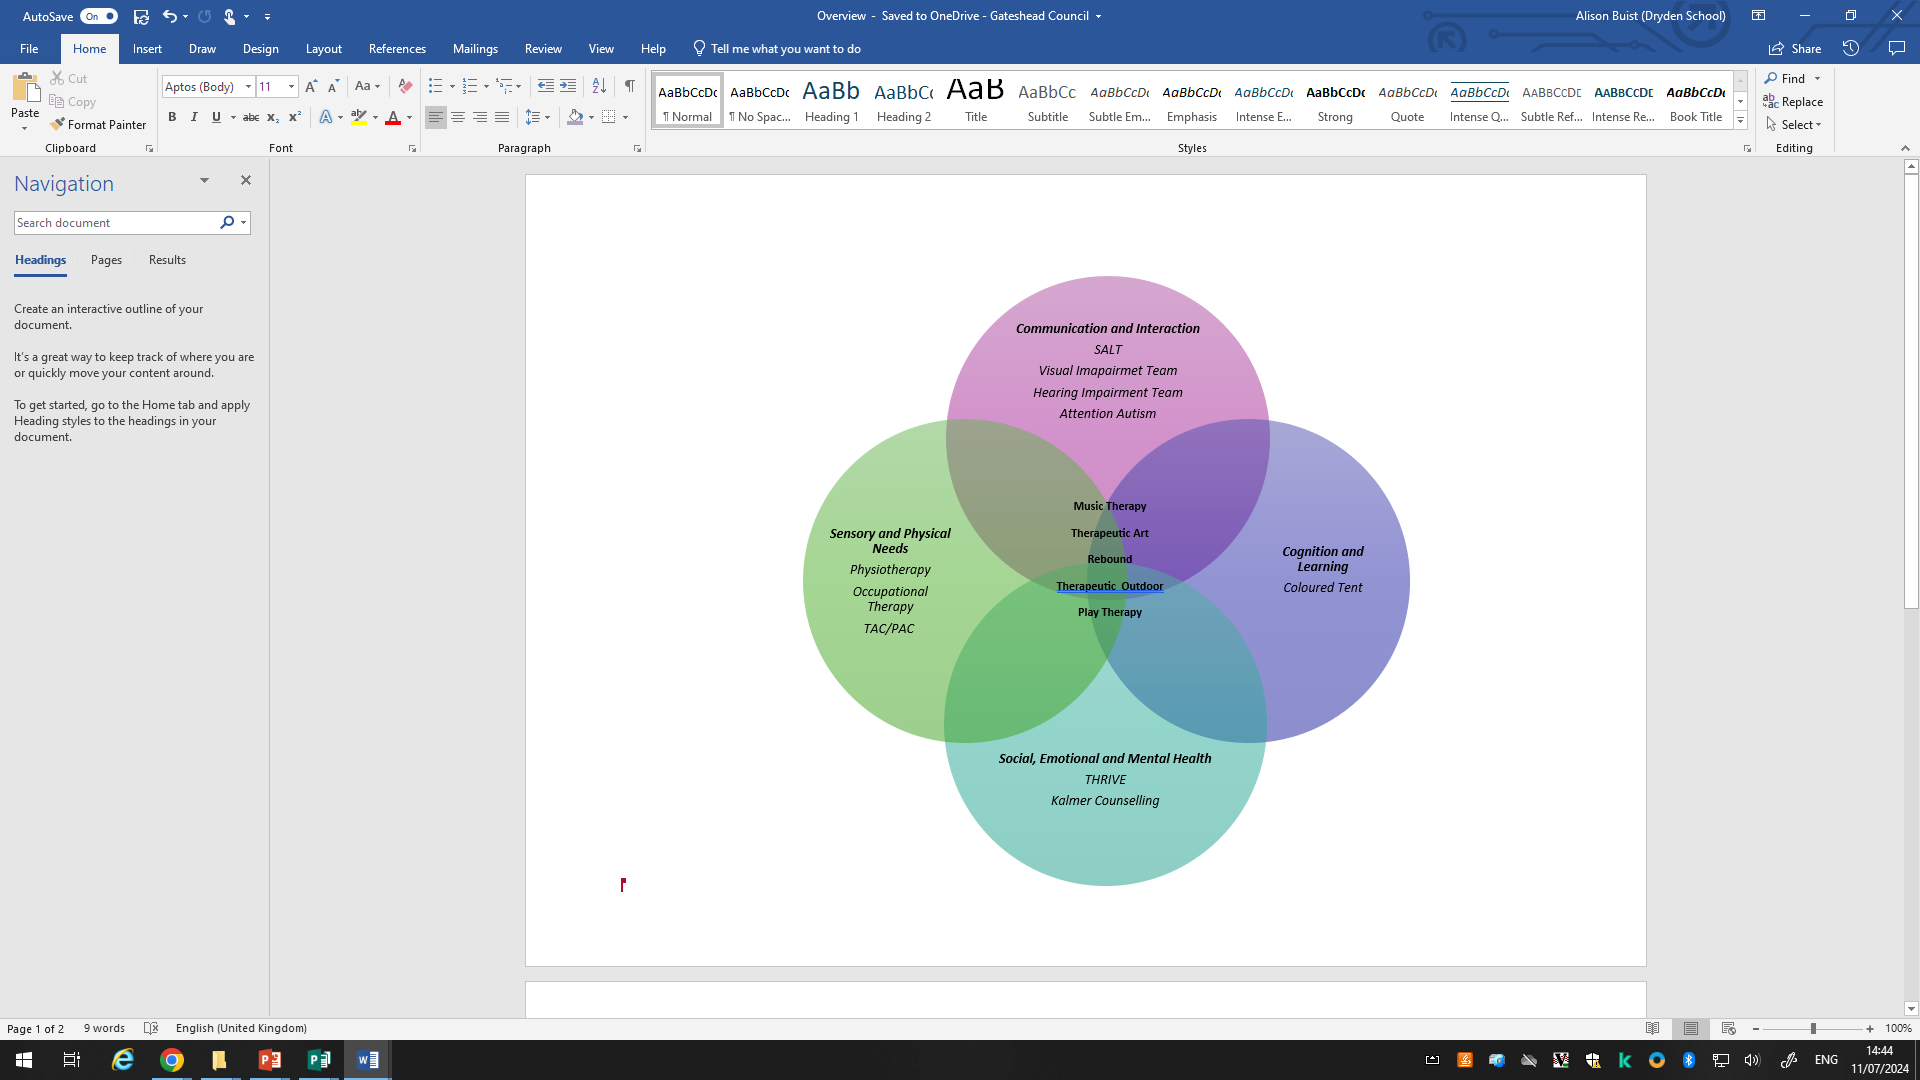 AutoSave On
Overview - Saved to OneDrive - Gateshead Council
Alison Buist (Dryden School)
File Home Insert Draw Design Layout References Mailings Review View Help Tell me what you want to do
Share
Paste
Cut
Copy
Format Painter
Clipboard
Aptos (Body) 11
Aa
B I U abc x₂ x²
Font
Paragraph
AaBbCcDc AaBbCcDc AaBb AaBbCc AaB AaBbCc AaBbCcDc AaBbCcDc AaBbCcDc AaBbCcDc AaBbCcDc AaBbCcDc AABBCCDE AABBCCDE AaBbCcDc
¶ Normal ¶ No Spac... Heading 1 Heading 2 Title Subtitle Subtle Em... Emphasis Intense E... Strong Quote Intense Q... Subtle Ref... Intense Re... Book Title
Styles
Find
Replace
Select
Editing
Navigation
Search document
Headings Pages Results
Create an interactive outline of your
document.
It's a great way to keep track of where you are
or quickly move your content around.
To get started, go to the Home tab and apply
Heading styles to the headings in your
document.
Communication and Interaction
SALT
Visual Imapairmet Team
Hearing Impairment Team
Attention Autism
Sensory and Physical
Needs
Physiotherapy
Occupational
Therapy
TAC/PAC
Music Therapy
Therapeutic Art
Rebound
Therapeutic  Outdoor
Play Therapy
Cognition and
Learning
Coloured Tent
Social, Emotional and Mental Health
THRIVE
Kalmer Counselling
Page 1 of 2 9 words English (United Kingdom)
100%
ENG
14:44
11/07/2024